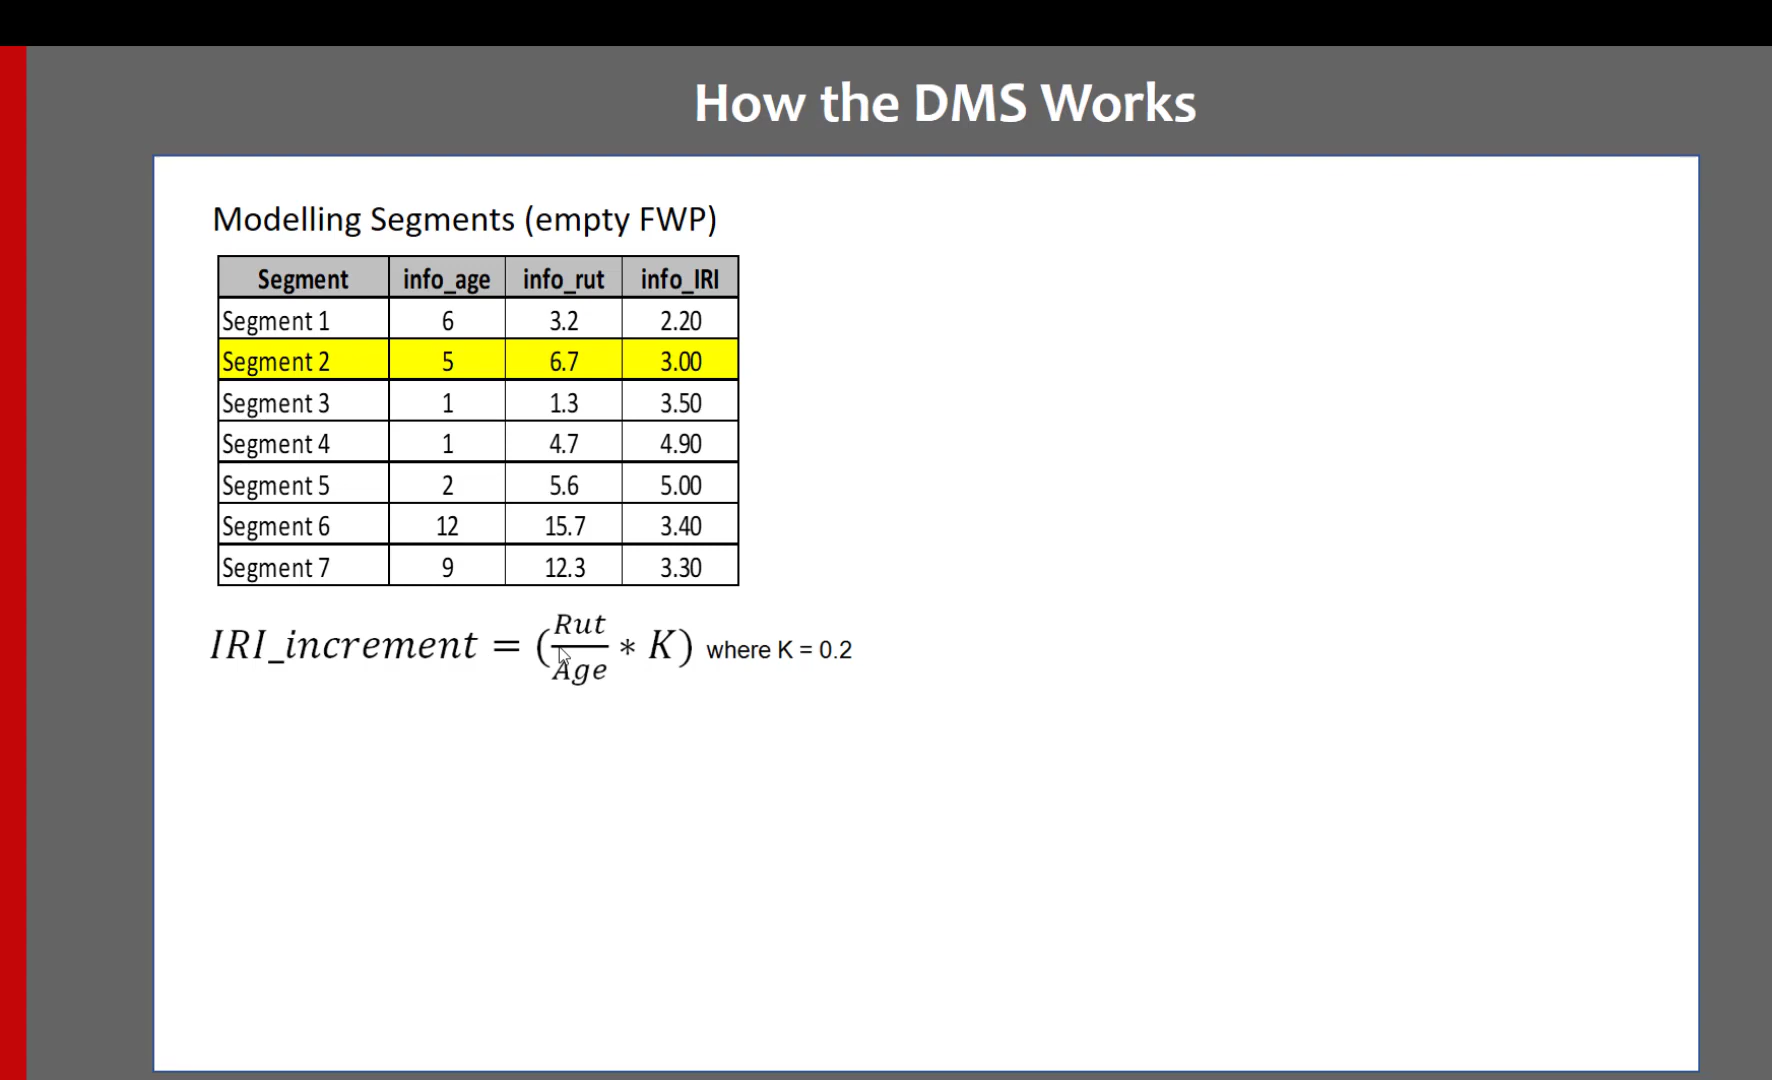 How the DMS Works
Modelling Segments (empty FWP)
Segment info_age info_rut info_IRI
Segment 1 6 3.2 2.20
Segment 2 5 6.7 3.00
Segment 3 1 1.3 3.50
Segment 4 1 4.7 4.90
Segment 5 2 5.6 5.00
Segment 6 12 15.7 3.40
Segment 7 9 12.3 3.30
IRI_increment = (Rut/Age * K) where K = 0.2